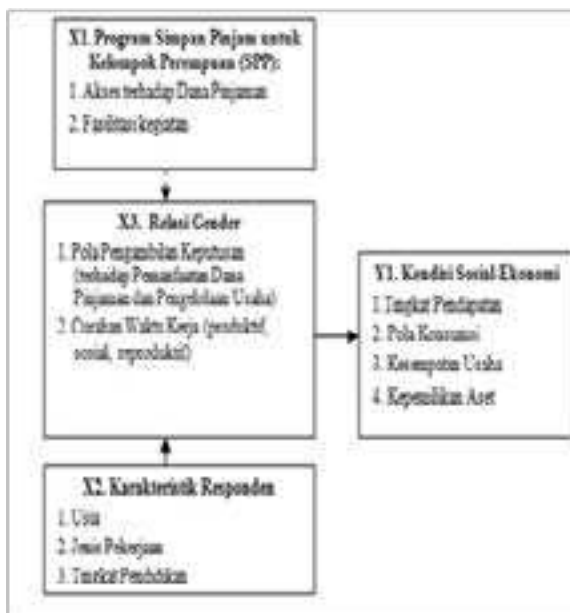 X1. Program Simpan Pinjam untuk
Kelompok Perempuan (SPP):
1. Akses terhadap Dana Pinjaman
2. Fasilitasi kegiatan
X3. Relasi Gender
1. Pola Pengambilan Keputusan
(terhadap Pemanfaatan Dana
Pinjaman dan Pengelolaan Usaha)
2. Curahan Waktu Kerja (produktif,
sosial, reproduktif)
Y1. Kondisi Sosial Ekonomi
1. Tingkat Pendapatan
2. Pola Konsumsi
3. Kesempatan Usaha
4. Kepemilikan Aset
X2. Karakteristik Responden
1. Usia
2. Jenis Pekerjaan
3. Tingkat Pendidikan